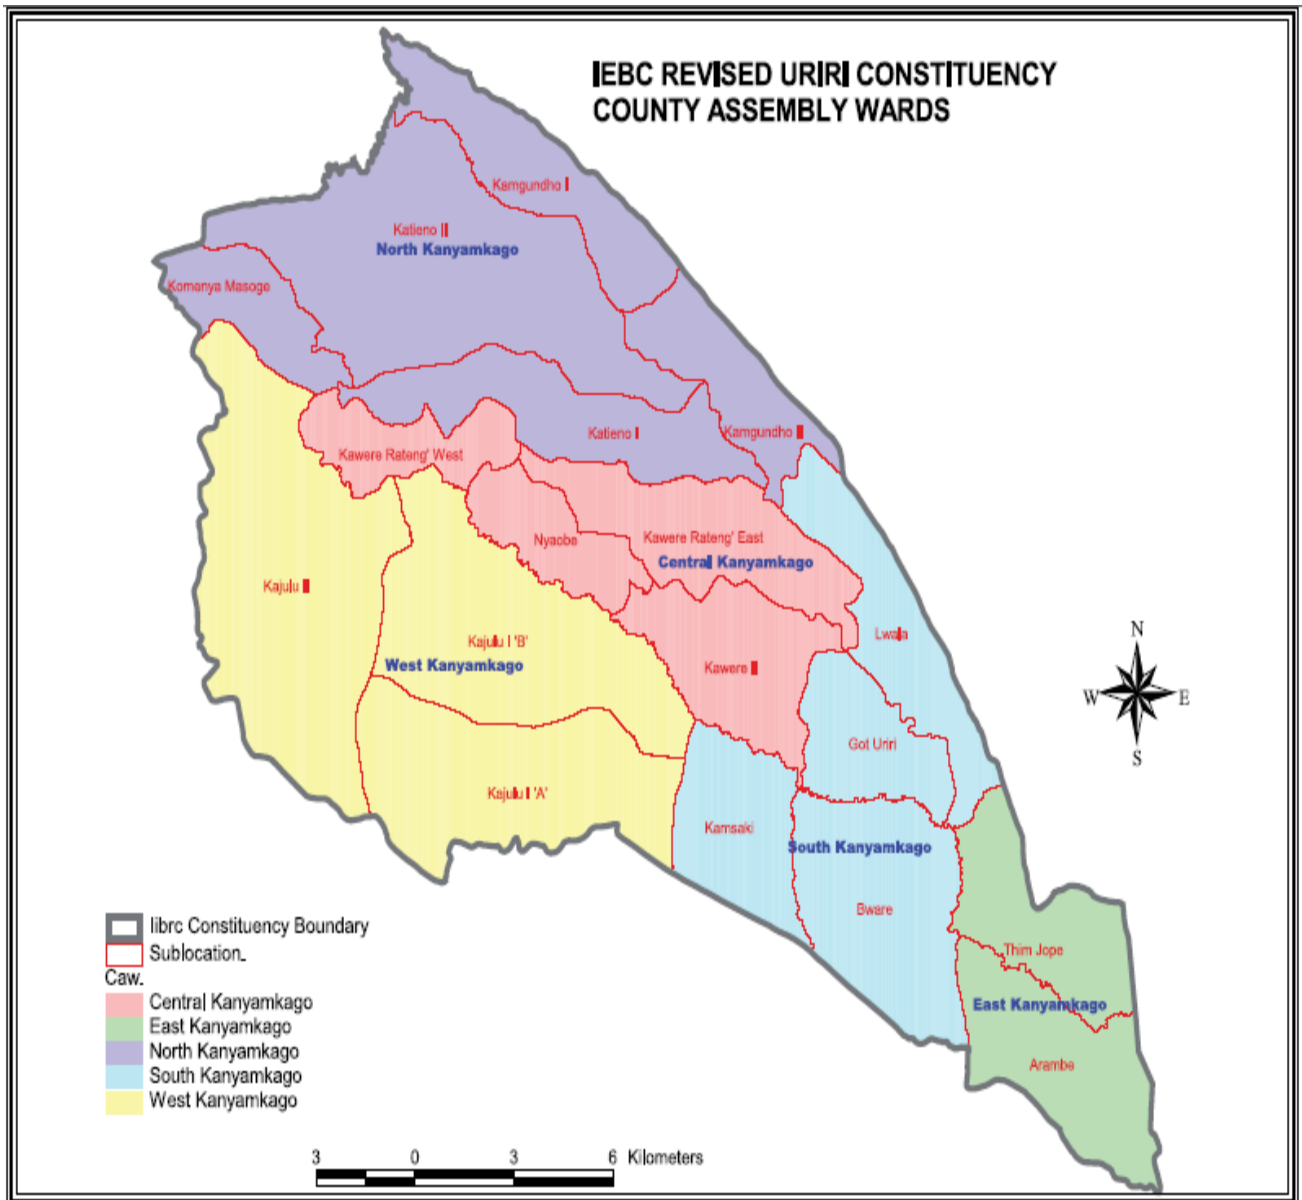 IEBC REVISED URIRI CONSTITUENCY
COUNTY ASSEMBLY WARDS
Kamgundho I
Katieno II
North Kanyamkago
Komenya Masoge
Katieno I
Kamgundho II
Kawere Rateng' West
Nyaobe
Kawere Rateng' East
Central Kanyamkago
Kajulu II
Lwala
Kajulu I 'B'
West Kanyamkago
Kawere II
Got Uriri
Kajulu I 'A'
Kamsaki
South Kanyamkago
Bware
Thim Jope
East Kanyamkago
Arambe
N
W E
S
Iibrc Constituency Boundary
Sublocation_
Caw.
Central Kanyamkago
East Kanyamkago
North Kanyamkago
South Kanyamkago
West Kanyamkago
3 0 3 6 Kilometers